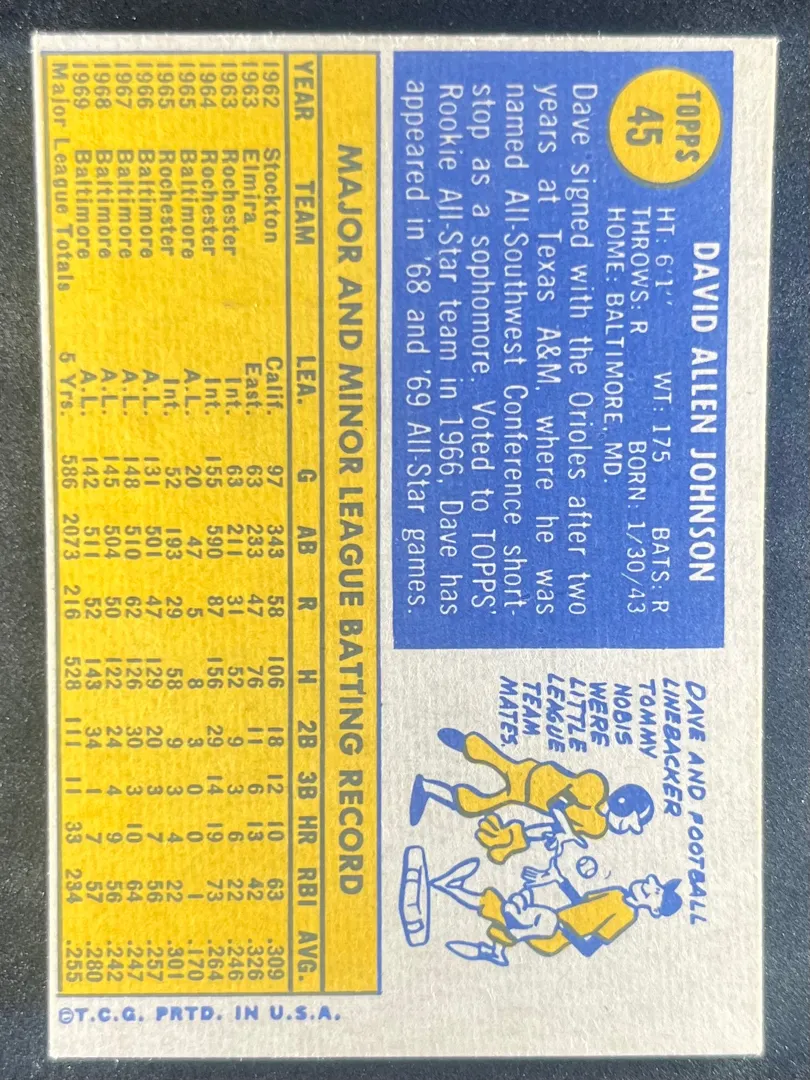 TOPPS
45
DAVID ALLEN JOHNSON
HT: 6'1'' WT: 175 BATS: R
THROWS: R BORN: 1/30/43
HOME: BALTIMORE, MD.
Dave signed with the Orioles after two
years at Texas A&M, where he was
named All-Southwest Conference short-
stop as a sophomore. Voted to TOPPS'
Rookie All-Star team in 1966, Dave has
appeared in '68 and '69 All-Star games.
DAVE AND FOOTBALL
LINEBACKER
TOMMY
NOBIS
WERE
LITTLE
LEAGUE
TEAM
MATES.
MAJOR AND MINOR LEAGUE BATTING RECORD
YEAR TEAM LEA. G AB R H 2B 3B HR RBI AVG.
1962 Stockton Calif. 97 343 58 106 18 12 10 63 .309
1963 Elmira East. 63 233 47 76 11 6 13 42 .326
1963 Rochester Int. 63 211 31 52 9 3 6 22 .246
1964 Rochester Int. 155 590 87 156 29 14 19 73 .264
1965 Baltimore A.L. 20 47 5 8 3 0 0 1 .170
1965 Rochester Int. 52 193 29 58 9 3 4 22 .301
1966 Baltimore A.L. 131 501 47 129 20 3 7 56 .257
1967 Baltimore A.L. 148 510 62 126 30 3 10 64 .247
1968 Baltimore A.L. 145 504 50 122 24 4 9 56 .242
1969 Baltimore A.L. 142 511 52 143 34 1 7 57 .280
Major League Totals 5 Yrs. 586 2073 216 528 111 11 33 234 .255
©T.C.G. PRTD. IN U.S.A.